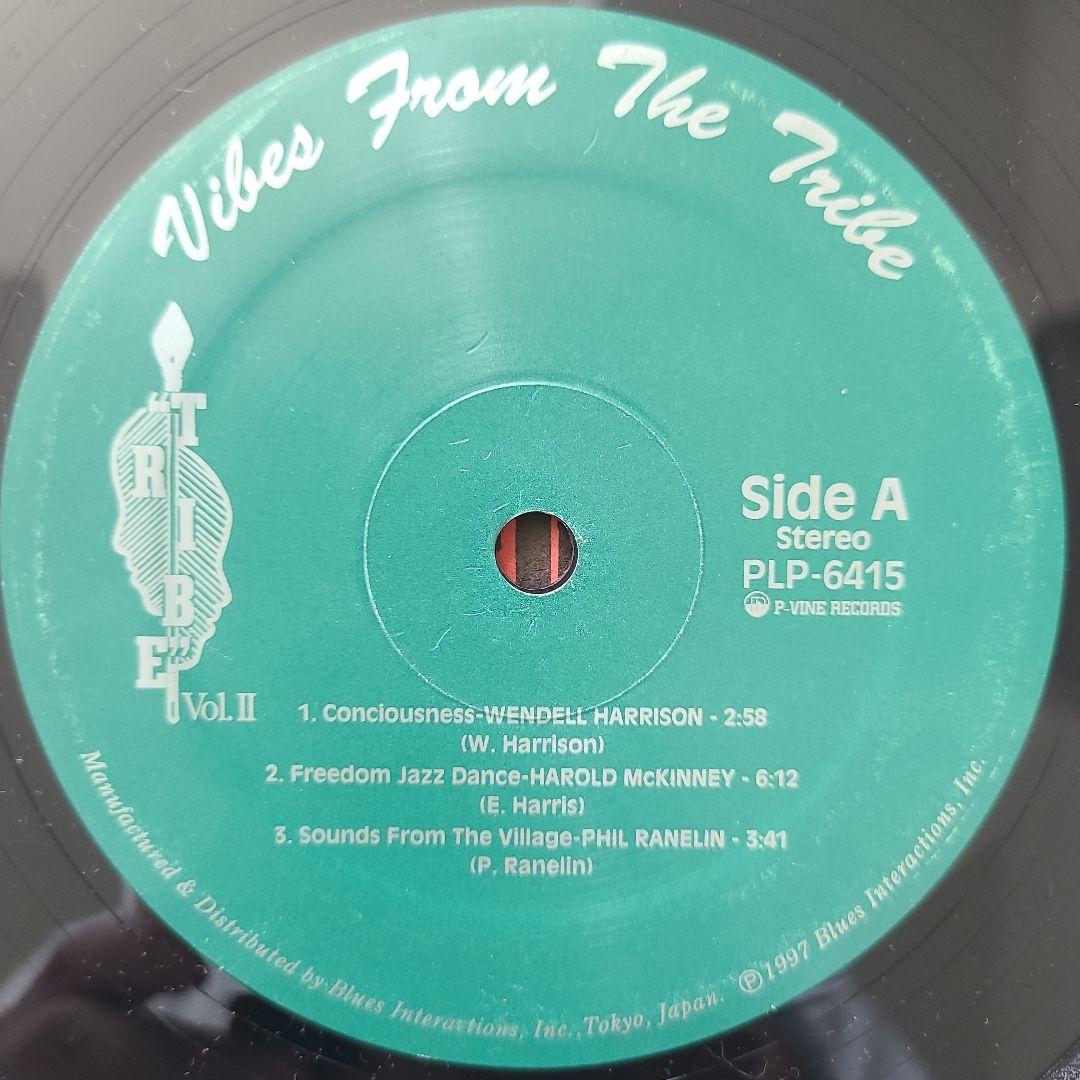 Vibes From The Tribe
"TRIBE"
Vol. II
Side A
Stereo
PLP-6415
P-VINE RECORDS
1. Conciousness-WENDELL HARRISON - 2:58
(W. Harrison)
2. Freedom Jazz Dance-HAROLD McKINNEY - 6:12
(E. Harris)
3. Sounds From The Village-PHIL RANELIN - 3:41
(P. Ranelin)
Manufactured & Distributed by Blues Interactions, Inc., Tokyo, Japan. ℗1997 Blues Interactions, Inc.